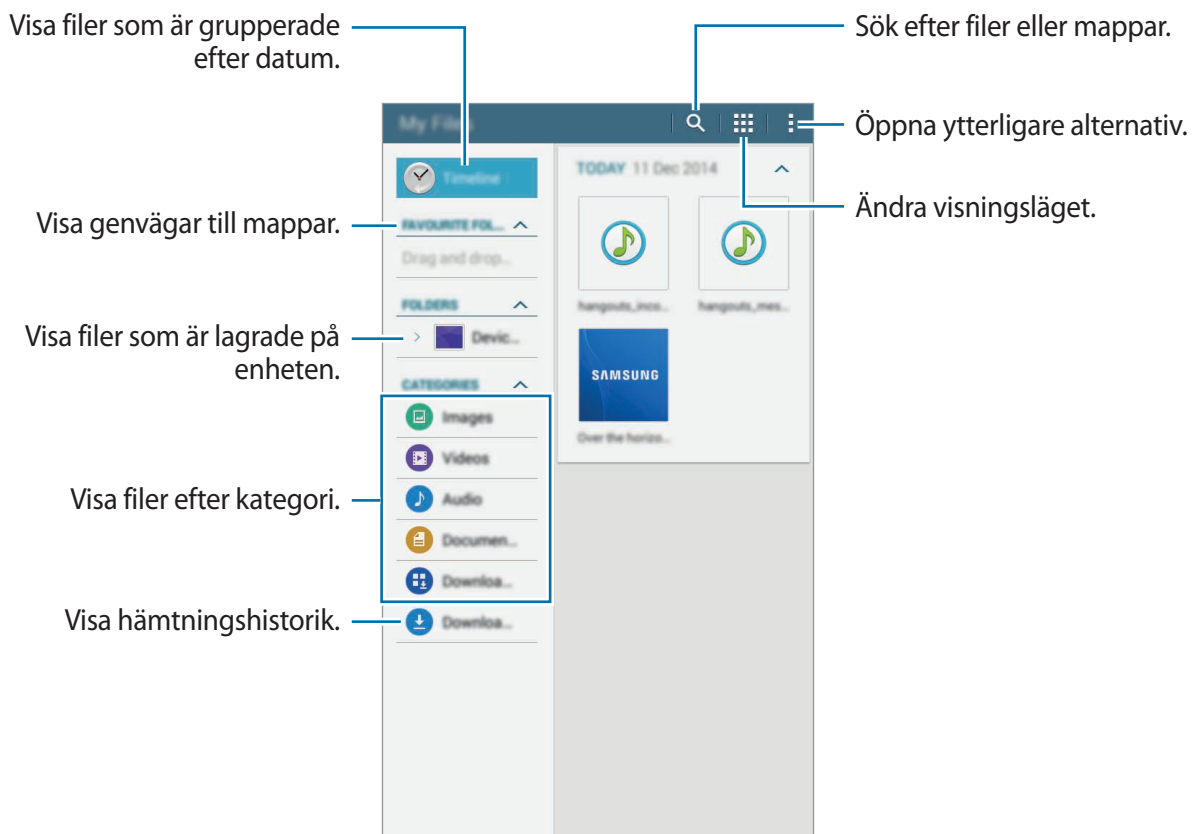 Visa filer som är grupperade
efter datum.
Sök efter filer eller mappar.
Öppna ytterligare alternativ.
Ändra visningsläget.
Visa genvägar till mappar.
Visa filer som är lagrade på
enheten.
Visa filer efter kategori.
Visa hämtningshistorik.
My Files
Timeline
FAVOURITE FOL...
Drag and drop...
FOLDERS
Devic...
CATEGORIES
Images
Videos
Audio
Documen...
Downloa...
Downloa...
TODAY 11 Dec 2014
hangouts_inco...
hangouts_mes...
SAMSUNG
Over the horizo...